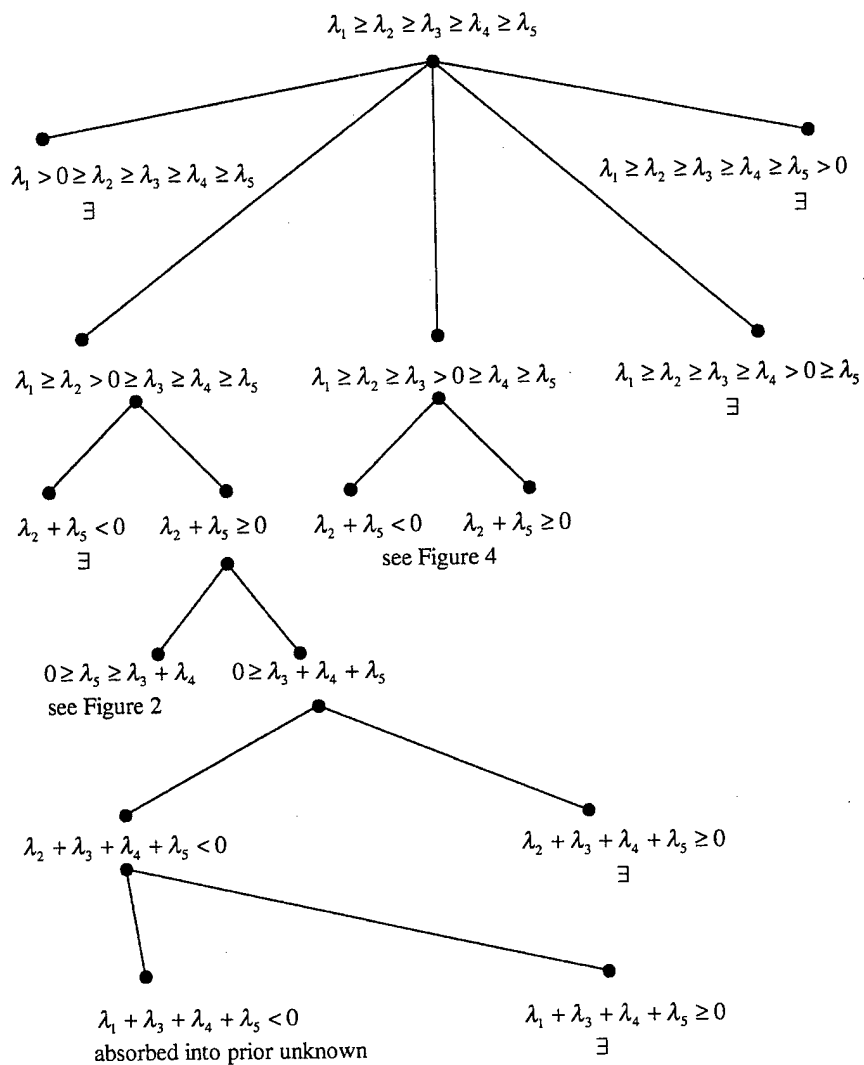 λ₁ ≥ λ₂ ≥ λ₃ ≥ λ₄ ≥ λ₅
λ₁ > 0 ≥ λ₂ ≥ λ₃ ≥ λ₄ ≥ λ₅
∃
λ₁ ≥ λ₂ ≥ λ₃ ≥ λ₄ ≥ λ₅ > 0
∃
λ₁ ≥ λ₂ > 0 ≥ λ₃ ≥ λ₄ ≥ λ₅
λ₁ ≥ λ₂ ≥ λ₃ > 0 ≥ λ₄ ≥ λ₅
λ₁ ≥ λ₂ ≥ λ₃ ≥ λ₄ > 0 ≥ λ₅
∃
λ₂ + λ₅ < 0
∃
λ₂ + λ₅ ≥ 0
λ₂ + λ₅ < 0
λ₂ + λ₅ ≥ 0
see Figure 4
0 ≥ λ₅ ≥ λ₃ + λ₄
see Figure 2
0 ≥ λ₃ + λ₄ + λ₅
λ₂ + λ₃ + λ₄ + λ₅ < 0
λ₂ + λ₃ + λ₄ + λ₅ ≥ 0
∃
λ₁ + λ₃ + λ₄ + λ₅ < 0
absorbed into prior unknown
λ₁ + λ₃ + λ₄ + λ₅ ≥ 0
∃